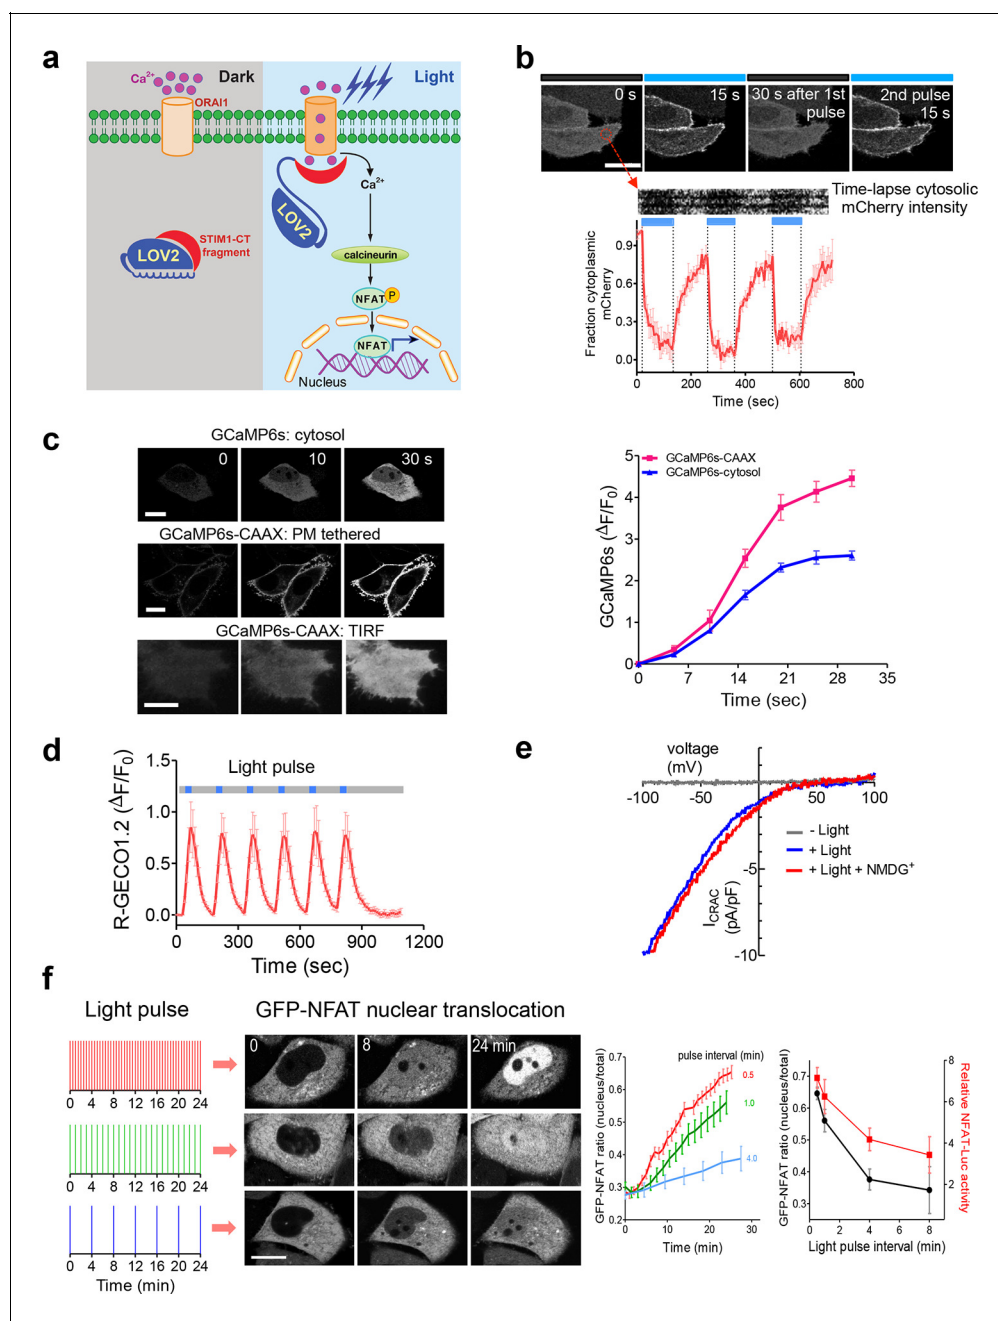 a
Dark
Light
Ca²⁺
ORAI1
LOV2
STIM1-CT
fragment
LOV2
Ca²⁺
calcineurin
NFAT
P
NFAT
Nucleus
b
0 s
15 s
30 s after 1st
pulse
2nd pulse
15 s
Time-lapse cytosolic
mCherry intensity
Fraction cytoplasmic
mCherry
0.9
0.6
0.3
0.0
0
200
400
600
800
Time (sec)
c
GCaMP6s: cytosol
0
10
30 s
GCaMP6s-CAAX: PM tethered
GCaMP6s-CAAX: TIRF
GCaMP6s (ΔF/F₀)
5
4
3
2
1
0
GCaMP6s-CAAX
GCaMP6s-cytosol
0
7
14
21
28
35
Time (sec)
d
R-GECO1.2 (ΔF/F₀)
1.5
1.0
0.5
0.0
Light pulse
0
300
600
900
1200
Time (sec)
e
voltage
(mV)
-100
-50
50
100
-5
-10
I_CRAC
(pA/pF)
- Light
+ Light
+ Light + NMDG⁺
f
Light pulse
GFP-NFAT nuclear translocation
0 4 8 12 16 20 24
0 4 8 12 16 20 24
0 4 8 12 16 20 24
Time (min)
0
8
24 min
GFP-NFAT ratio (nucleus/total)
0.7
0.6
0.5
0.4
0.3
0.2
pulse interval (min)
0.5
1.0
4.0
0
10
20
30
Time (min)
GFP-NFAT ratio (nucleus/total)
0.7
0.6
0.5
0.4
0.3
0
2
4
6
8
Light pulse interval (min)
8
6
4
2
Relative NFAT-Luc activity